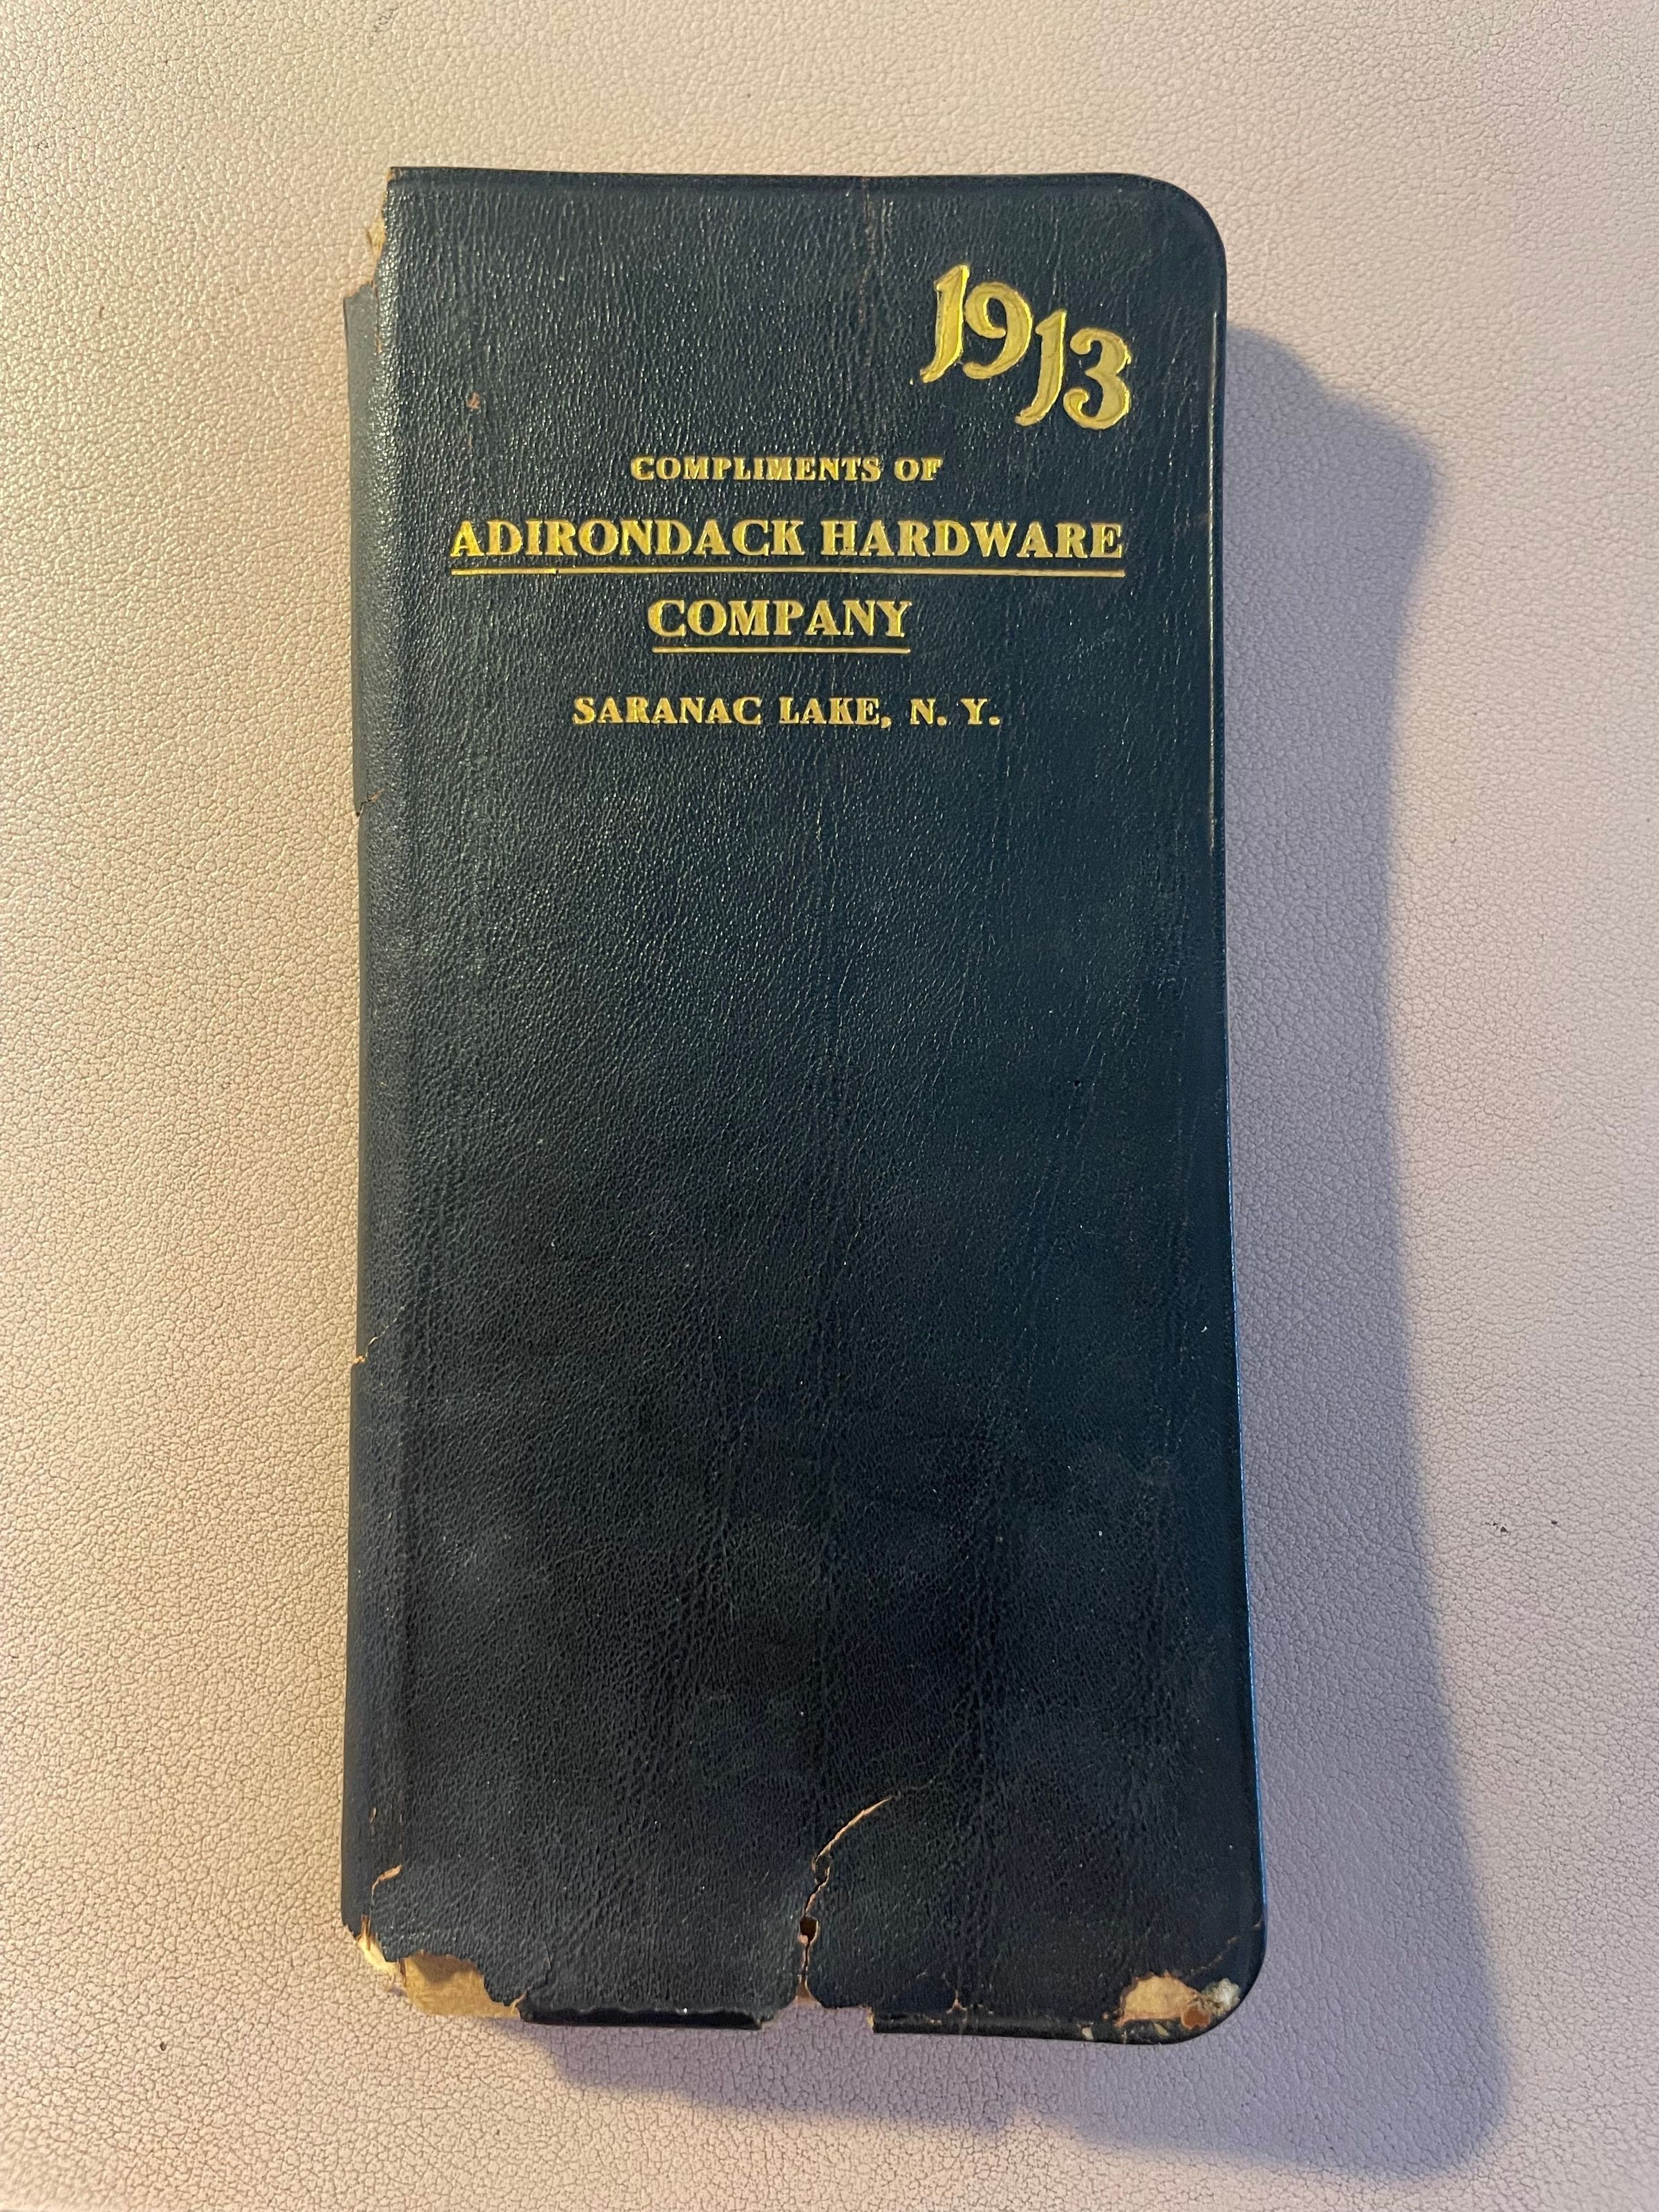 1913
COMPLIMENTS OF
ADIRONDACK HARDWARE
COMPANY
SARANAC LAKE, N. Y.